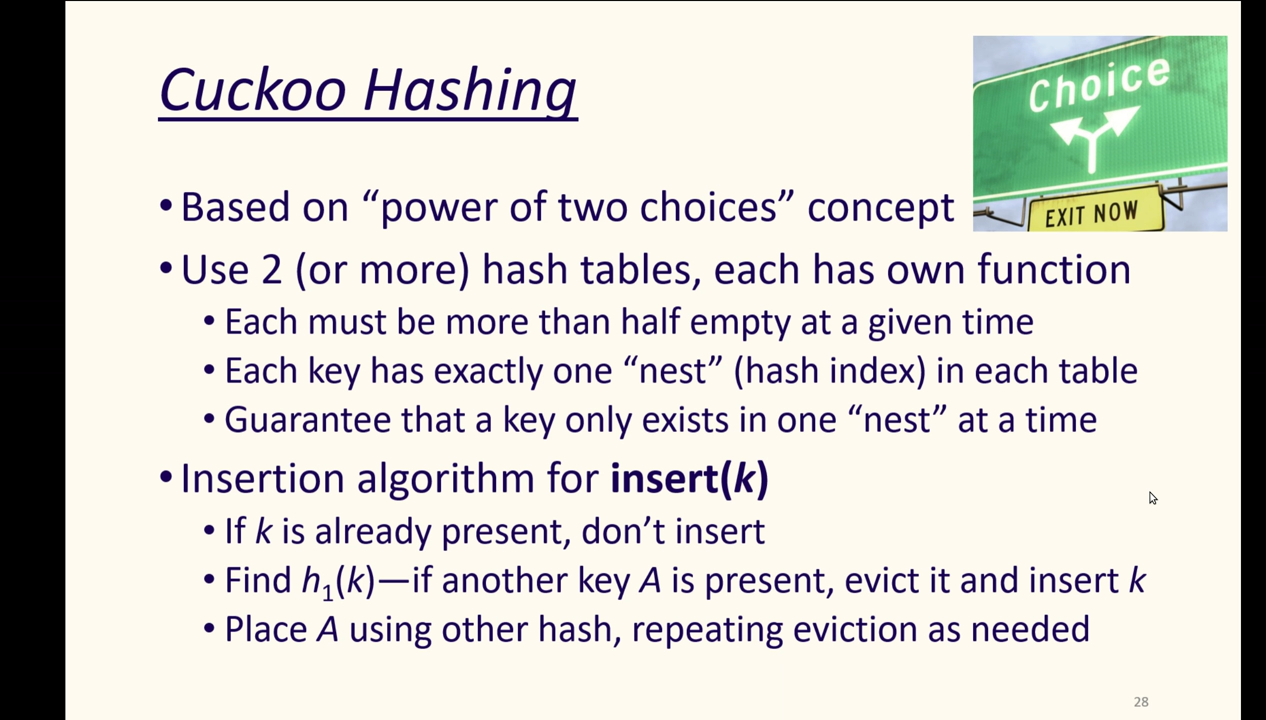 Cuckoo Hashing
Choice
EXIT NOW
• Based on “power of two choices” concept
• Use 2 (or more) hash tables, each has own function
• Each must be more than half empty at a given time
• Each key has exactly one “nest” (hash index) in each table
• Guarantee that a key only exists in one “nest” at a time
• Insertion algorithm for insert(k)
• If k is already present, don’t insert
• Find h₁(k)—if another key A is present, evict it and insert k
• Place A using other hash, repeating eviction as needed
28